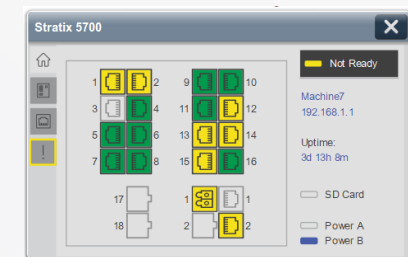 Stratix 5700
Not Ready
1 2 9 10
3 4 11 12
5 6 13 14
7 8 15 16
17 1 1
18 2 2
Machine7
192.168.1.1
Uptime:
3d 13h 8m
SD Card
Power A
Power B